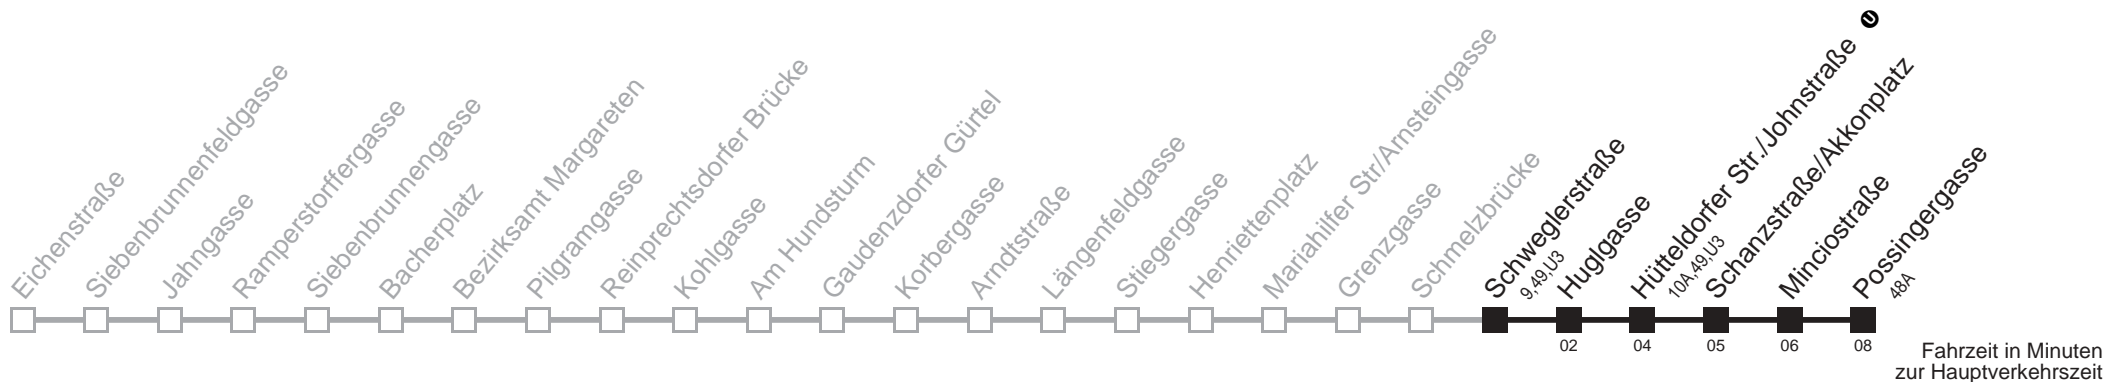 Eichenstraße
Siebenbrunnenfeldgasse
Jahngasse
Ramperstoffergasse
Siebenbrunnengasse
Bacherplatz
Bezirksamt Margareten
Pilgramgasse
Reinprechtsdorfer Brücke
Kohlgasse
Am Hundsturm
Gaudenzdorfer Gürtel
Korbergasse
Arndtstraße
Längenfeldgasse
Stiegergasse
Henriettenplatz
Mariahilfer Str/Arnsteingasse
Grenzgasse
Schmelzbrücke
Schweglerstraße
9,49,U3
Huglgasse
Hütteldorfer Str./Johnstraße U
10A,49,U3
Schanzstraße/Akkonplatz
Minciostraße
Possingergasse
48A
02
04
05
06
08
Fahrzeit in Minuten
zur Hauptverkehrszeit